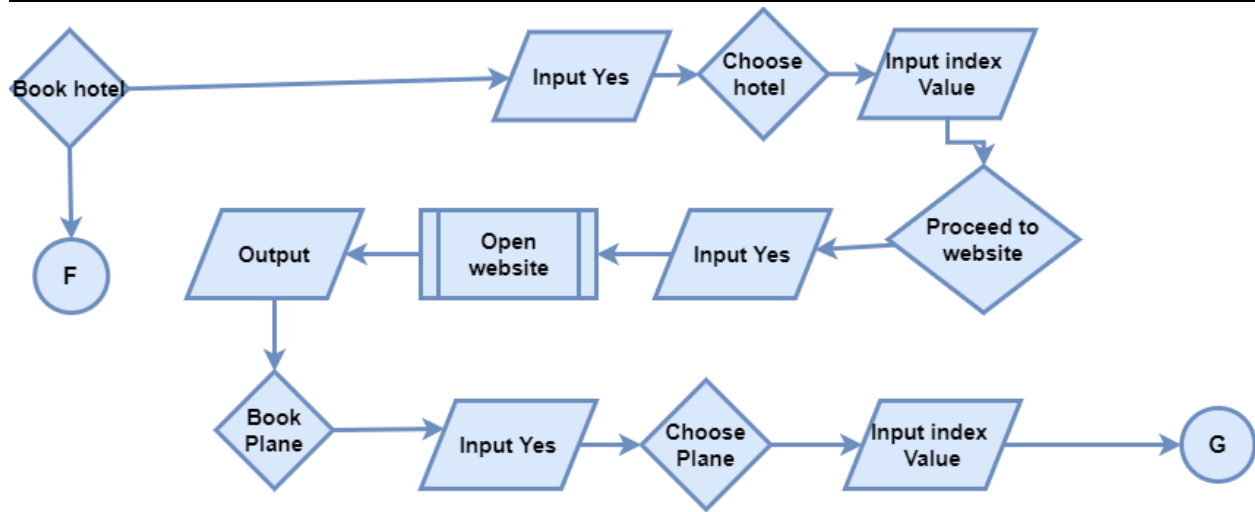 Book hotel
Input Yes
Choose
hotel
Input index
Value
Proceed to
website
Input Yes
Open
website
Output
F
Book
Plane
Input Yes
Choose
Plane
Input index
Value
G